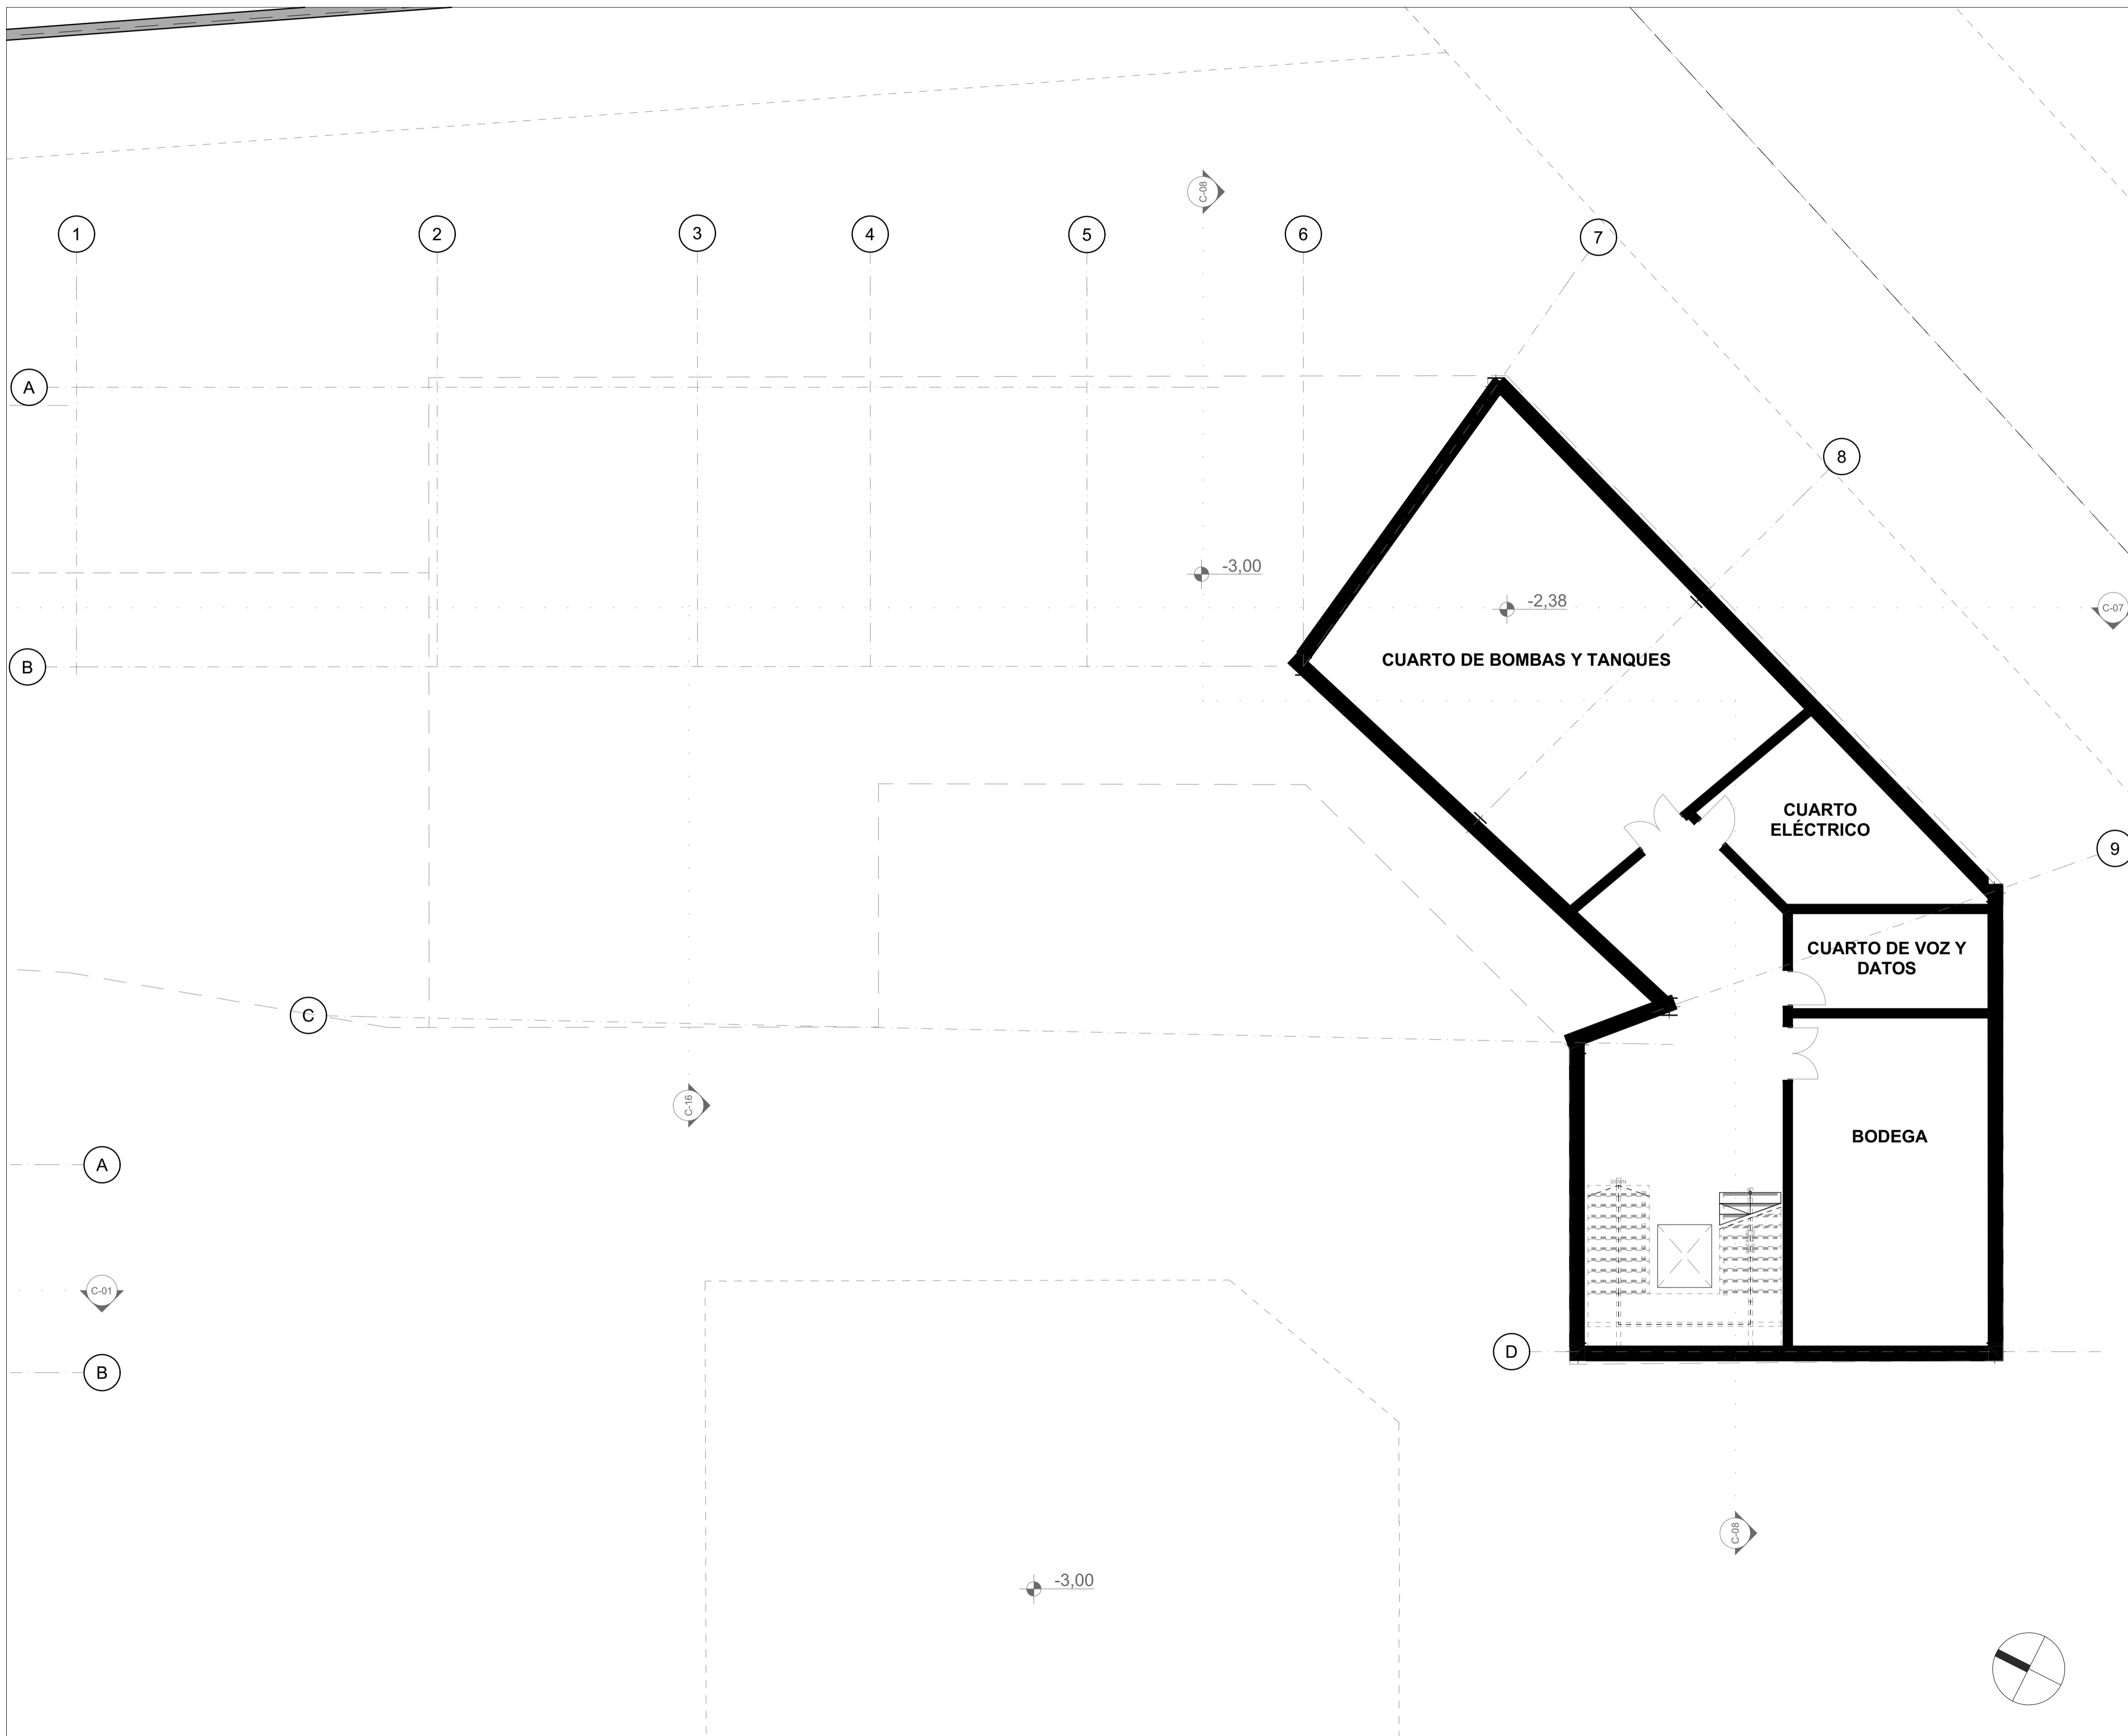 C-08
1
2
3
4
5
6
7
A
8
-3,00
-2,38
C-07
B
CUARTO DE BOMBAS Y TANQUES
CUARTO
ELÉCTRICO
9
CUARTO DE VOZ Y
DATOS
C
C-16
BODEGA
A
DOWN
C-01
D
B
C-08
-3,00